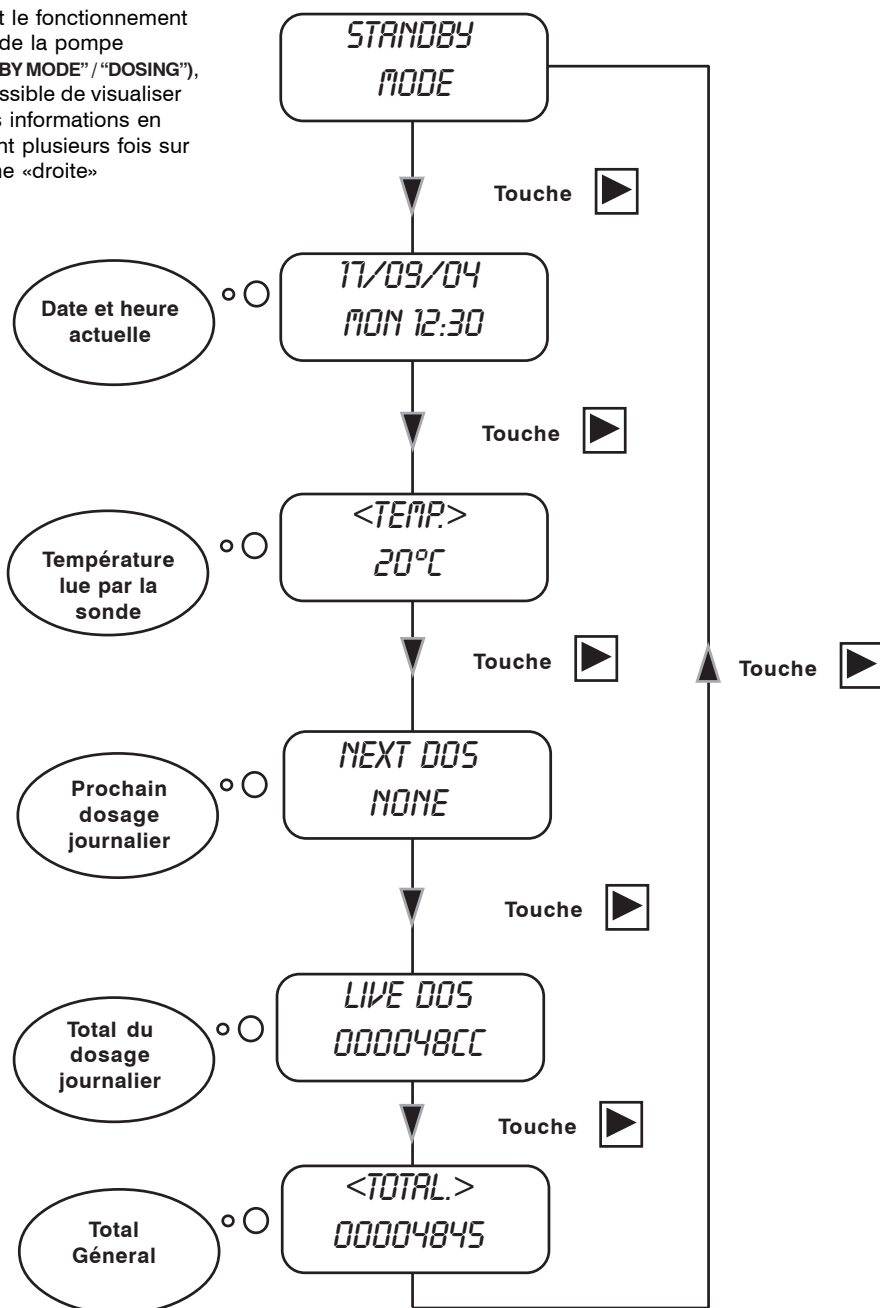 t le fonctionnement
de la pompe
BY MODE" / "DOSING"),
ssible de visualiser
s informations en
nt plusieurs fois sur
ne «droite»
STANDBY
MODE
Touche
Date et heure
actuelle
17/09/04
MON 12:30
Touche
Température
lue par la
sonde
<TEMP.>
20°C
Touche
Touche
Prochain
dosage
journalier
NEXT DOS
NONE
Touche
Total du
dosage
journalier
LIVE DOS
000048CC
Touche
Total
Géneral
<TOTAL.>
00004845